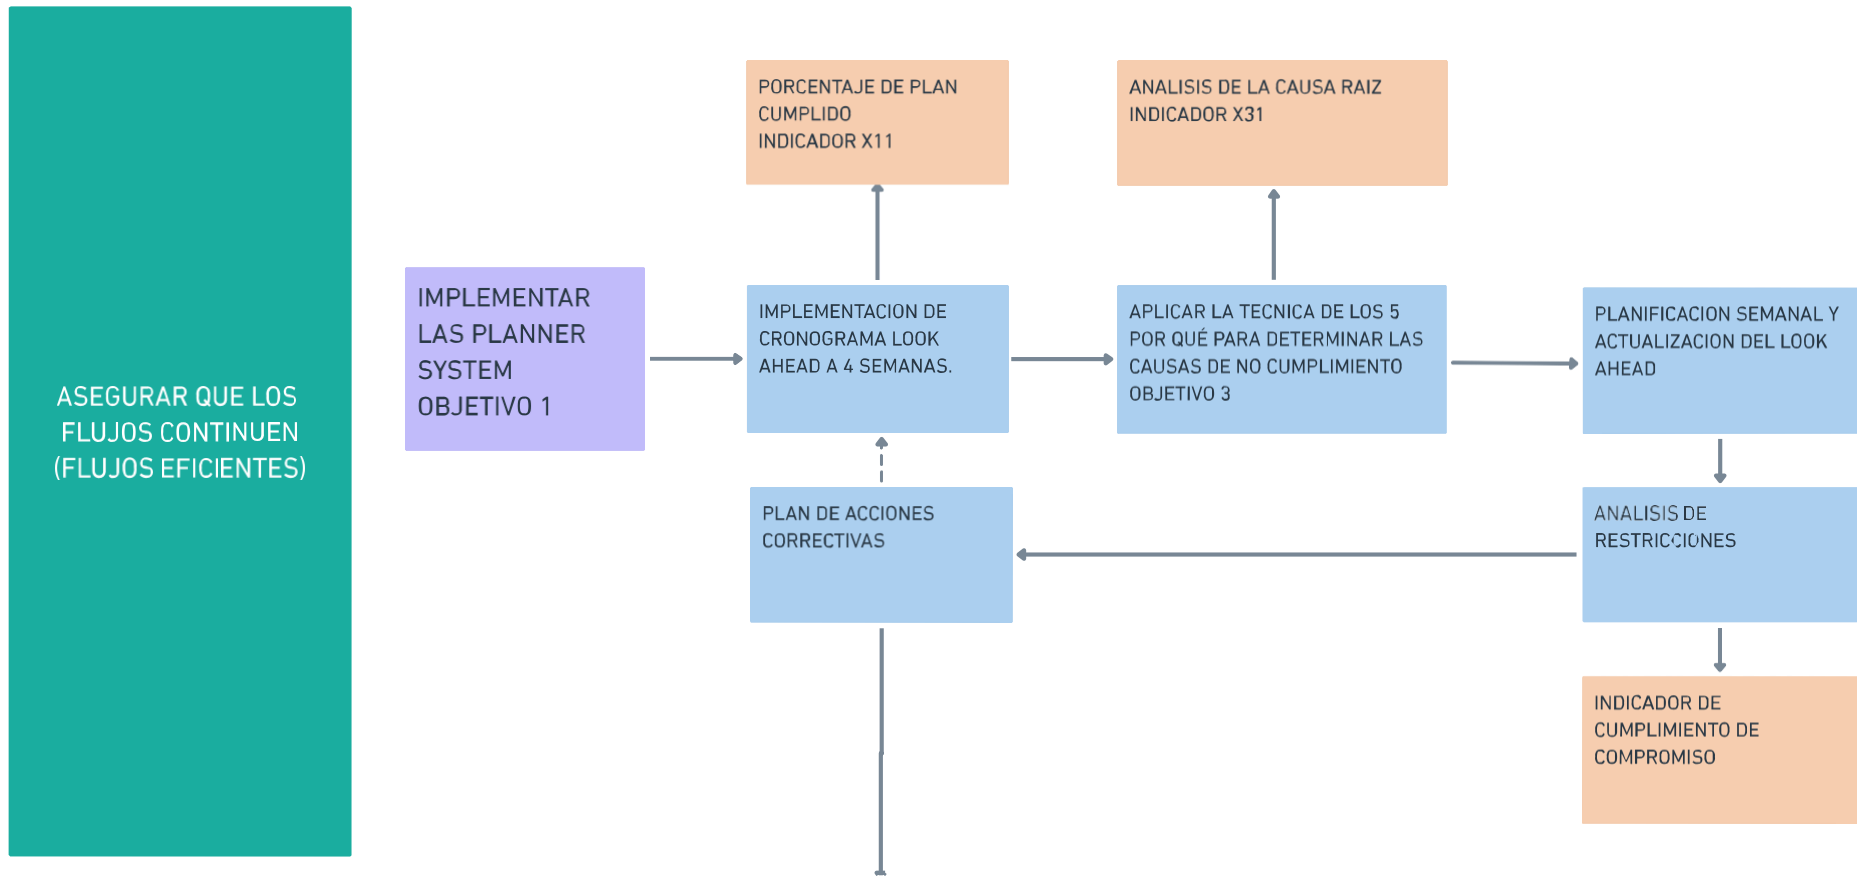 ASEGURAR QUE LOS
FLUJOS CONTINUEN
(FLUJOS EFICIENTES)
IMPLEMENTAR
LAS PLANNER
SYSTEM
OBJETIVO 1
PORCENTAJE DE PLAN
CUMPLIDO
INDICADOR X11
ANALISIS DE LA CAUSA RAIZ
INDICADOR X31
IMPLEMENTACION DE
CRONOGRAMA LOOK
AHEAD A 4 SEMANAS.
APLICAR LA TECNICA DE LOS 5
POR QUÉ PARA DETERMINAR LAS
CAUSAS DE NO CUMPLIMIENTO
OBJETIVO 3
PLANIFICACION SEMANAL Y
ACTUALIZACION DEL LOOK
AHEAD
PLAN DE ACCIONES
CORRECTIVAS
ANALISIS DE
RESTRICCIONES
INDICADOR DE
CUMPLIMIENTO DE
COMPROMISO